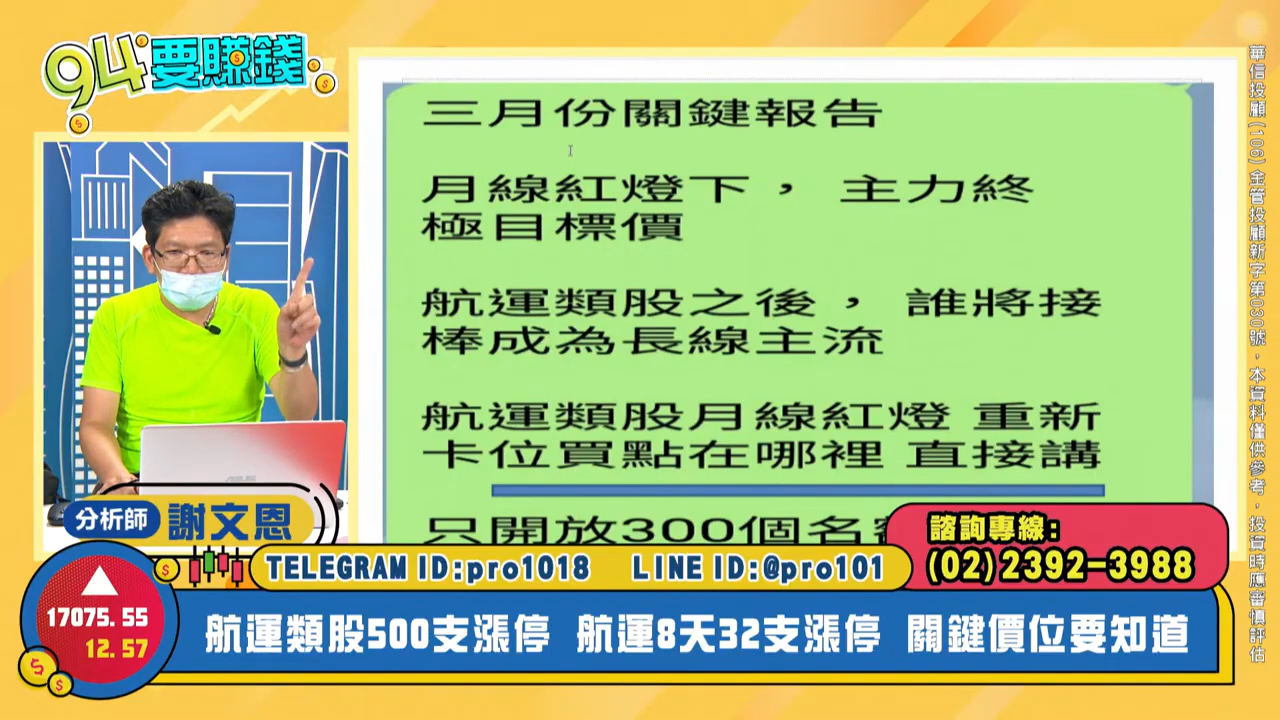 94要賺錢
三月份關鍵報告
月線紅燈下，主力終
極目標價
航運類股之後，誰將接
棒成為長線主流
航運類股月線紅燈 重新
卡位買點在哪裡 直接講
只開放300個名
分析師 謝文恩
諮詢專線:
(02)2392-3988
TELEGRAM ID:pro1018 LINE ID:@pro101
17075.55
12.57
航運類股500支漲停 航運8天32支漲停 關鍵價位要知道
華信投顧(106)金管投顧新字第030號，本資料僅供參考，投資時應審慎評估